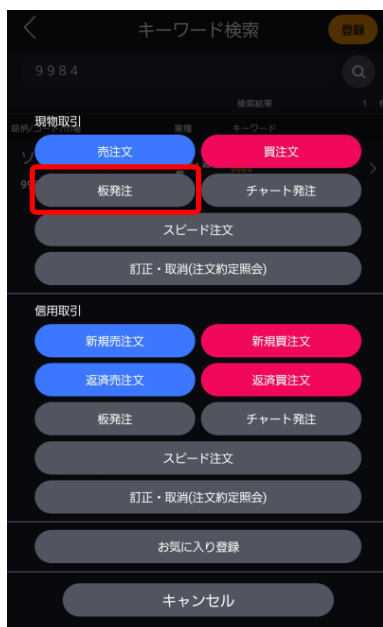 キーワード検索
登録
9984
検索結果 1
銘柄/コード/市場 業種 キーワード
現物取引
売注文 買注文
板発注 チャート発注
スピード注文
訂正・取消(注文約定照会)
信用取引
新規売注文 新規買注文
返済売注文 返済買注文
板発注 チャート発注
スピード注文
訂正・取消(注文約定照会)
お気に入り登録
キャンセル